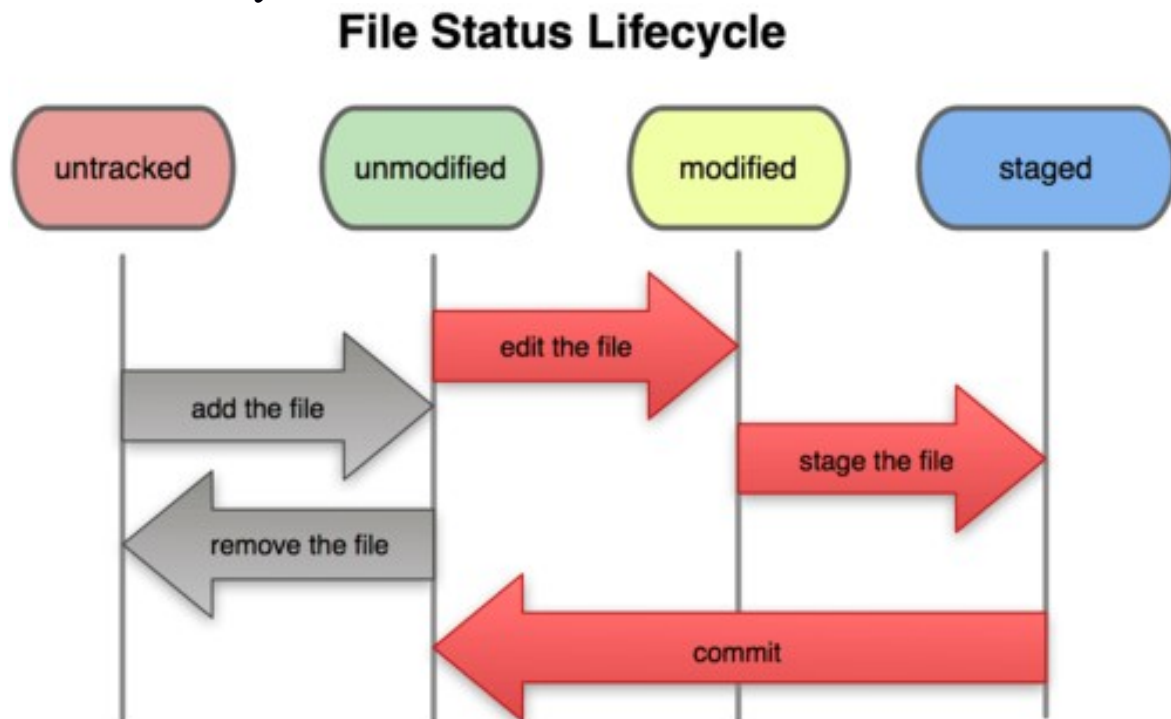 File Status Lifecycle
untracked
unmodified
modified
staged
edit the file
add the file
stage the file
remove the file
commit